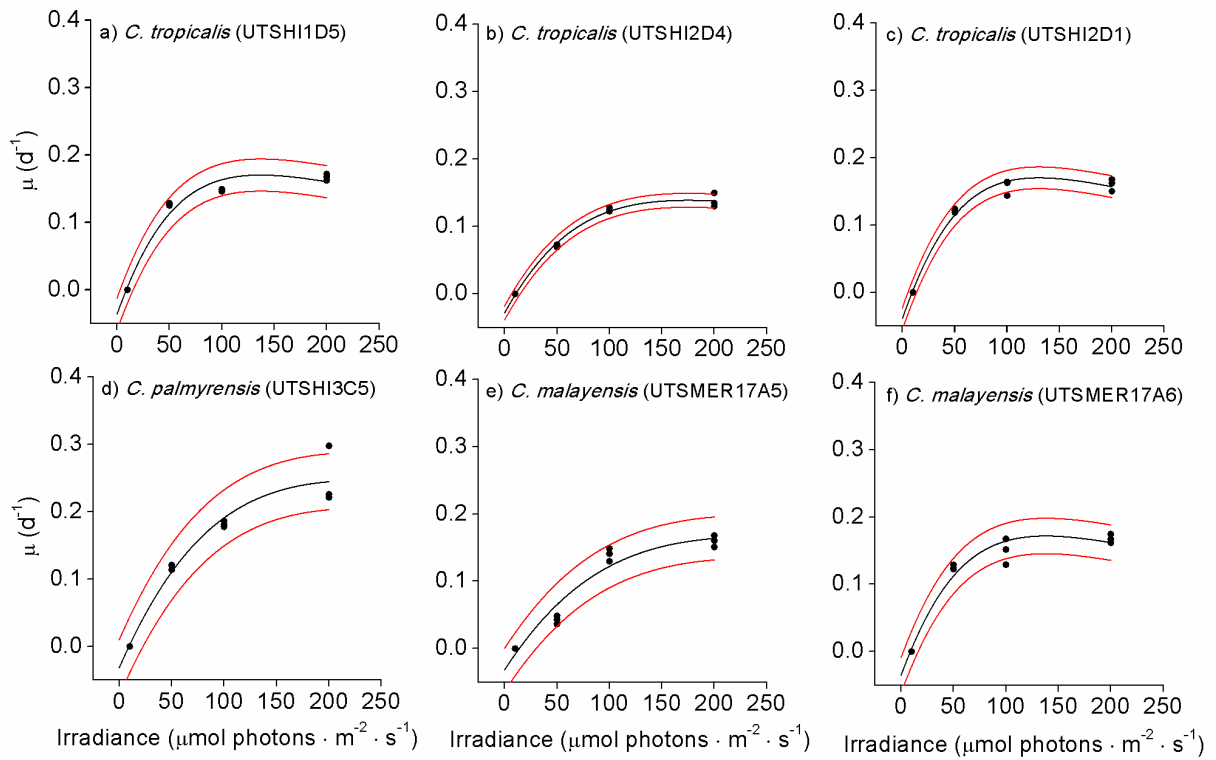 a) C. tropicalis (UTSHI1D5)
0.4
0.3
0.2
0.1
0.0
μ (d⁻¹)
0 50 100 150 200 250
b) C. tropicalis (UTSHI2D4)
0.4
0.3
0.2
0.1
0.0
0 50 100 150 200 250
c) C. tropicalis (UTSHI2D1)
0.4
0.3
0.2
0.1
0.0
0 50 100 150 200 250
d) C. palmyrensis (UTSHI3C5)
0.4
0.3
0.2
0.1
0.0
μ (d⁻¹)
0 50 100 150 200 250
Irradiance (μmol photons · m⁻² · s⁻¹)
e) C. malayensis (UTSMER17A5)
0.4
0.3
0.2
0.1
0.0
0 50 100 150 200 250
Irradiance (μmol photons · m⁻² · s⁻¹)
f) C. malayensis (UTSMER17A6)
0.4
0.3
0.2
0.1
0.0
0 50 100 150 200 250
Irradiance (μmol photons · m⁻² · s⁻¹)